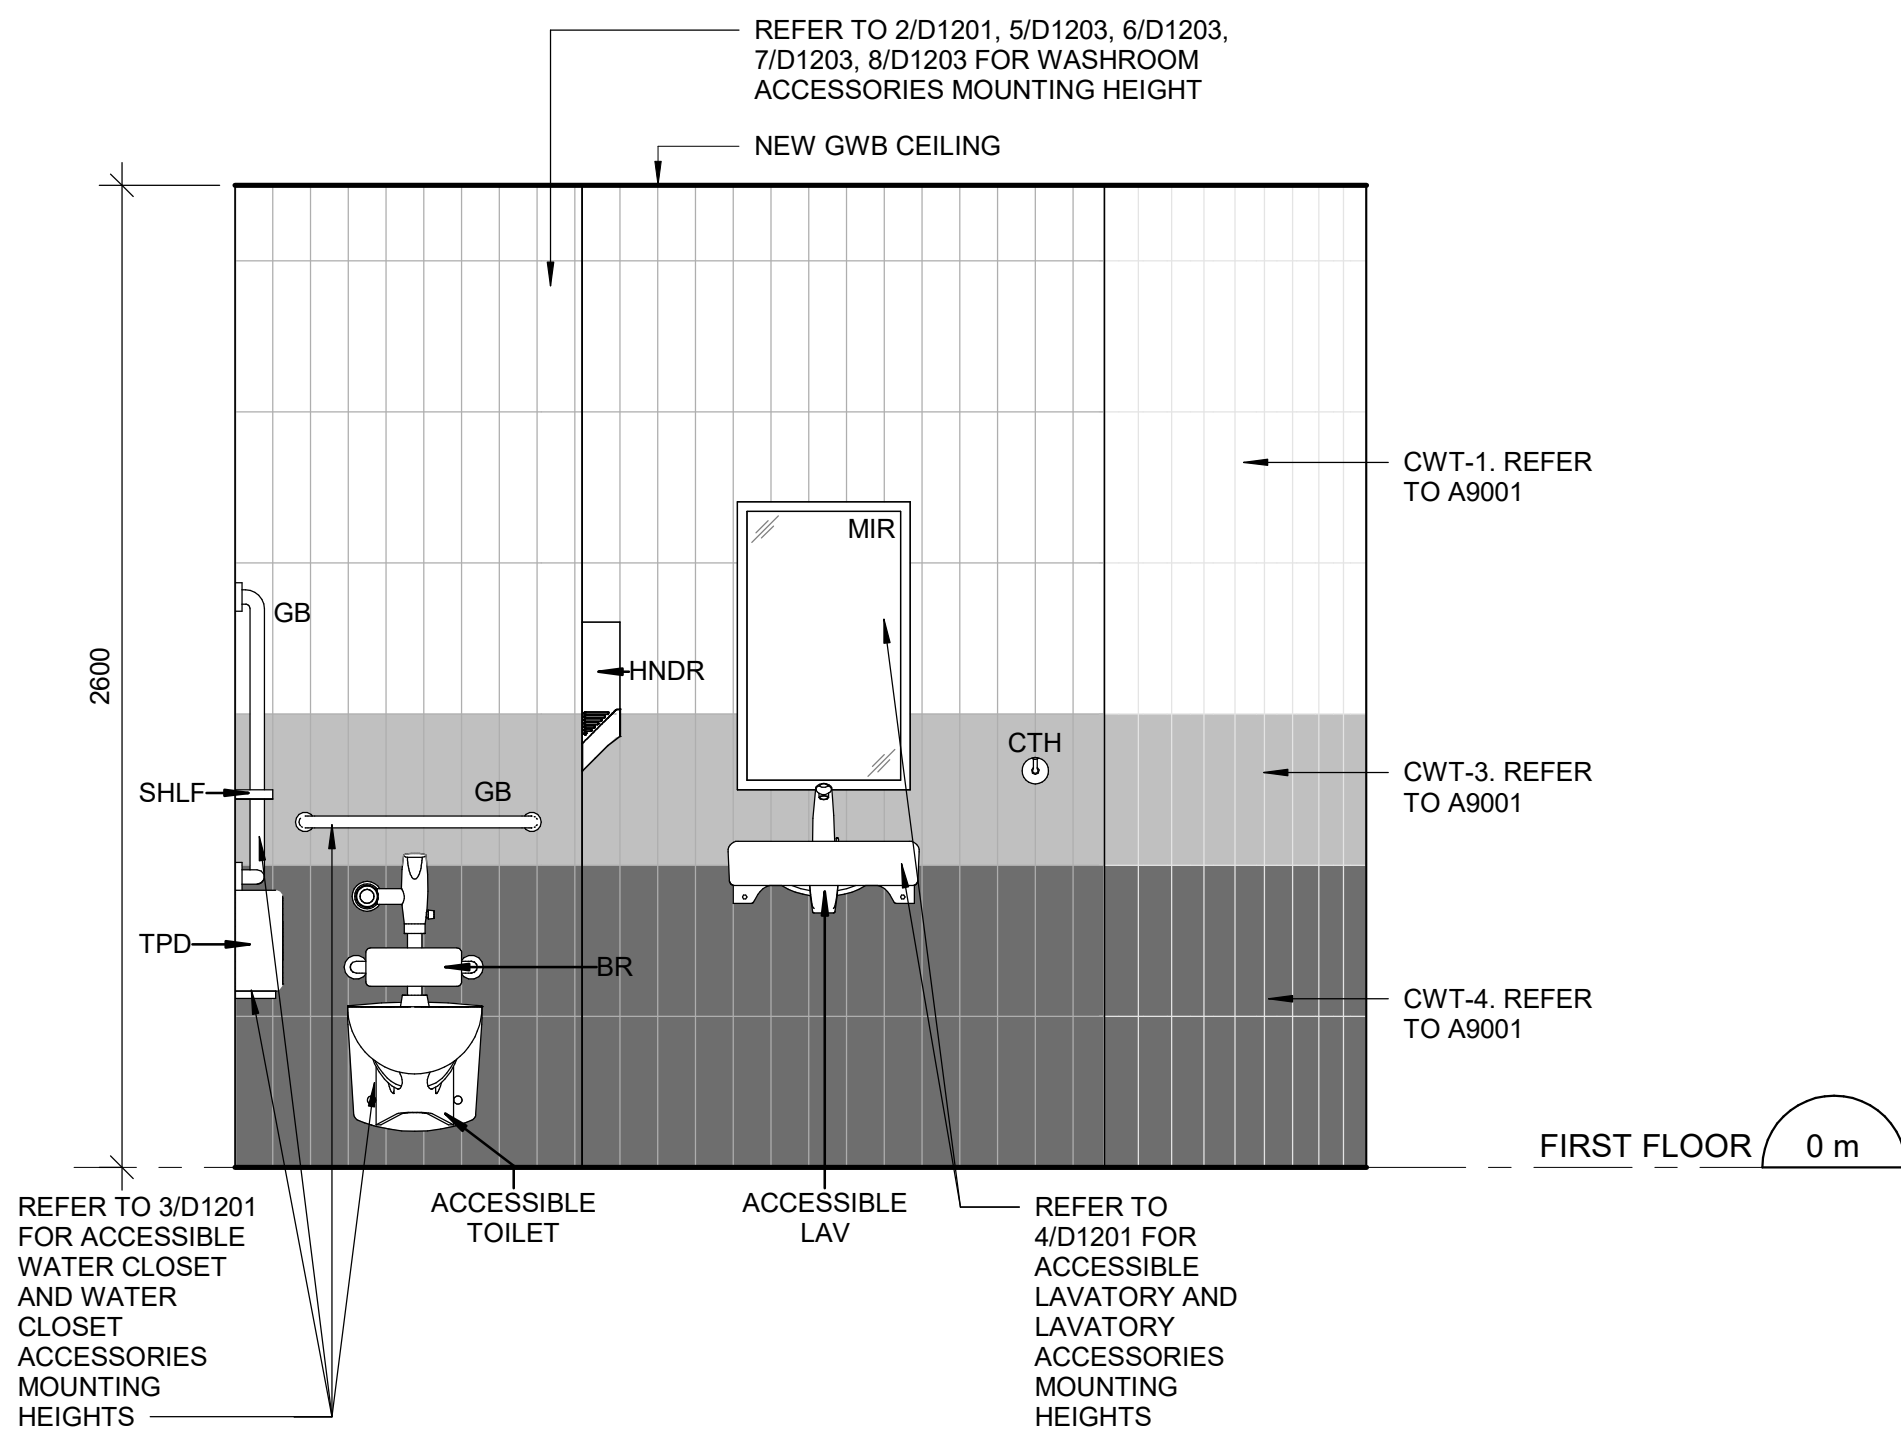 REFER TO 2/D1201, 5/D1203, 6/D1203,
7/D1203, 8/D1203 FOR WASHROOM
ACCESSORIES MOUNTING HEIGHT
NEW GWB CEILING
CWT-1. REFER
TO A9001
MIR
GB
2600
HNDR
CTH
CWT-3. REFER
TO A9001
SHLF
GB
TPD
BR
CWT-4. REFER
TO A9001
FIRST FLOOR
0 m
REFER TO 3/D1201
FOR ACCESSIBLE
WATER CLOSET
AND WATER
CLOSET
ACCESSORIES
MOUNTING
HEIGHTS
ACCESSIBLE
TOILET
ACCESSIBLE
LAV
REFER TO
4/D1201 FOR
ACCESSIBLE
LAVATORY AND
LAVATORY
ACCESSORIES
MOUNTING
HEIGHTS